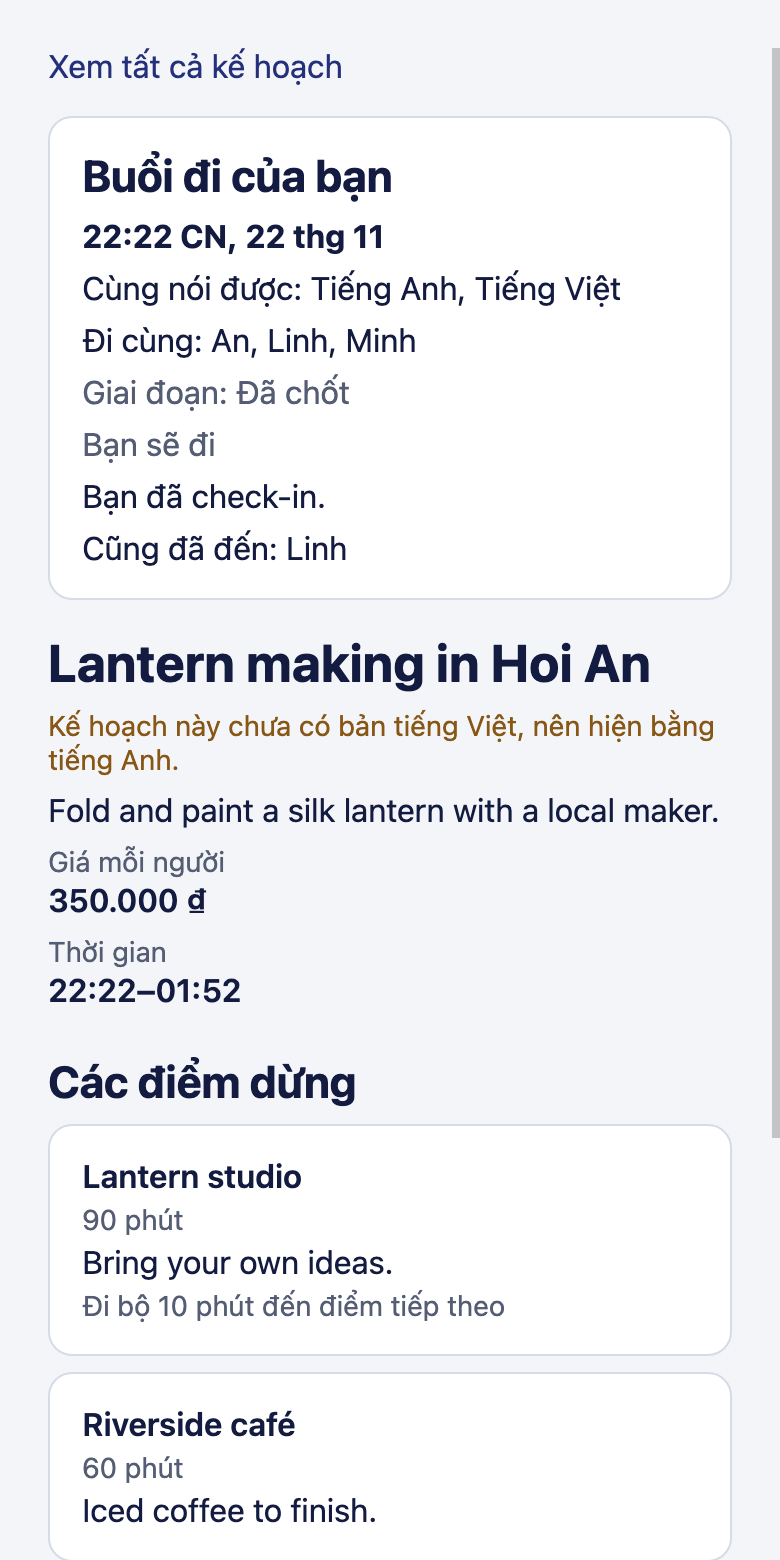 Xem tất cả kế hoạch
Buổi đi của bạn
22:22 CN, 22 thg 11
Cùng nói được: Tiếng Anh, Tiếng Việt
Đi cùng: An, Linh, Minh
Giai đoạn: Đã chốt
Bạn sẽ đi
Bạn đã check-in.
Cũng đã đến: Linh
Lantern making in Hoi An
Kế hoạch này chưa có bản tiếng Việt, nên hiện bằng
tiếng Anh.
Fold and paint a silk lantern with a local maker.
Giá mỗi người
350.000 ₫
Thời gian
22:22–01:52
Các điểm dừng
Lantern studio
90 phút
Bring your own ideas.
Đi bộ 10 phút đến điểm tiếp theo
Riverside café
60 phút
Iced coffee to finish.